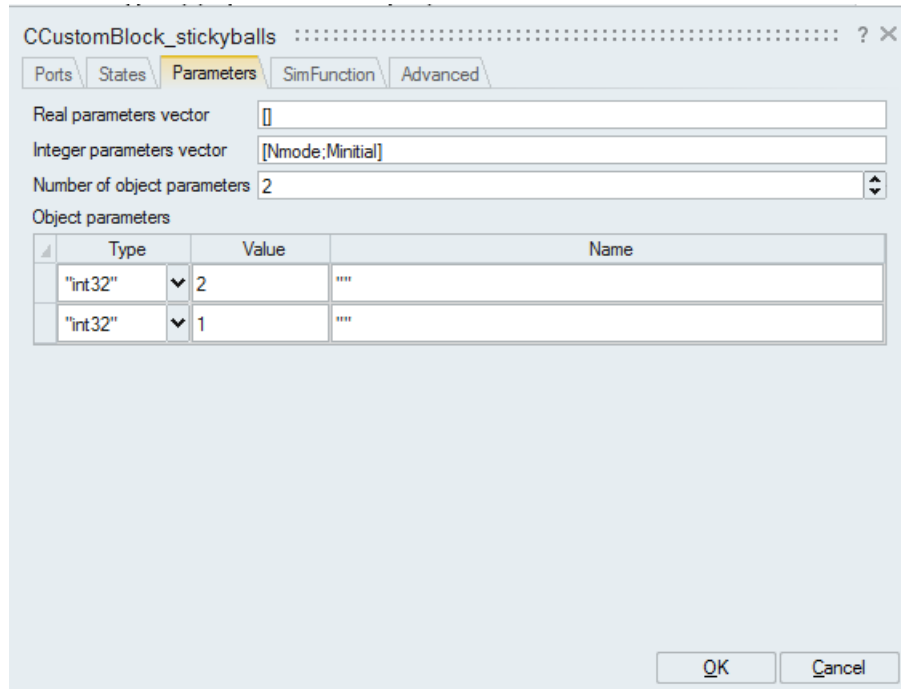 CCustomBlock_stickyballs ? ✕
Ports States Parameters SimFunction Advanced
Real parameters vector []
Integer parameters vector [Nmode;Minitial]
Number of object parameters 2
Object parameters
Type Value Name
"int32" 2 ""
"int32" 1 ""
OK Cancel